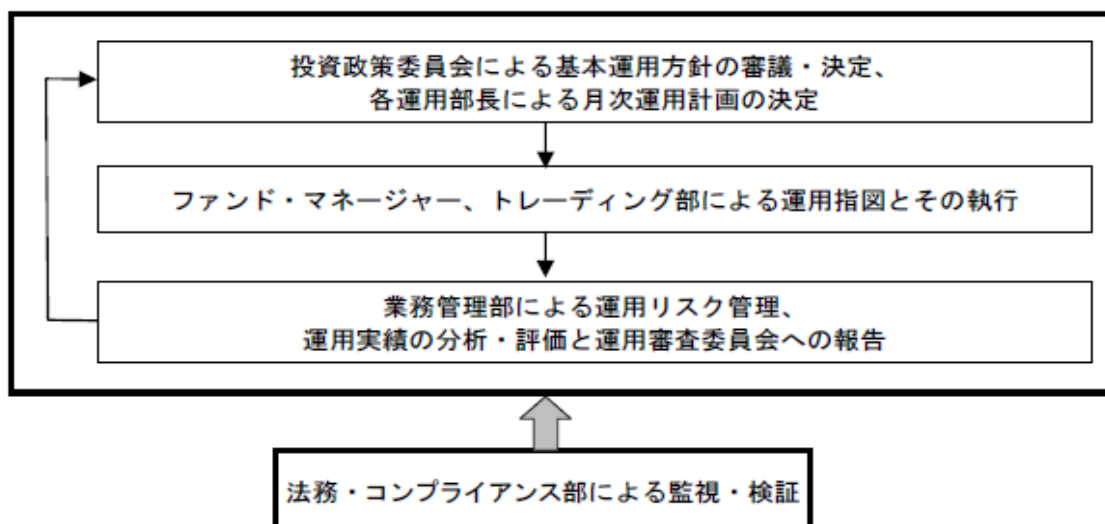 投資政策委員会による基本運用方針の審議・決定、
各運用部長による月次運用計画の決定
ファンド・マネージャー、トレーディング部による運用指図とその執行
業務管理部による運用リスク管理、
運用実績の分析・評価と運用審査委員会への報告
法務・コンプライアンス部による監視・検証